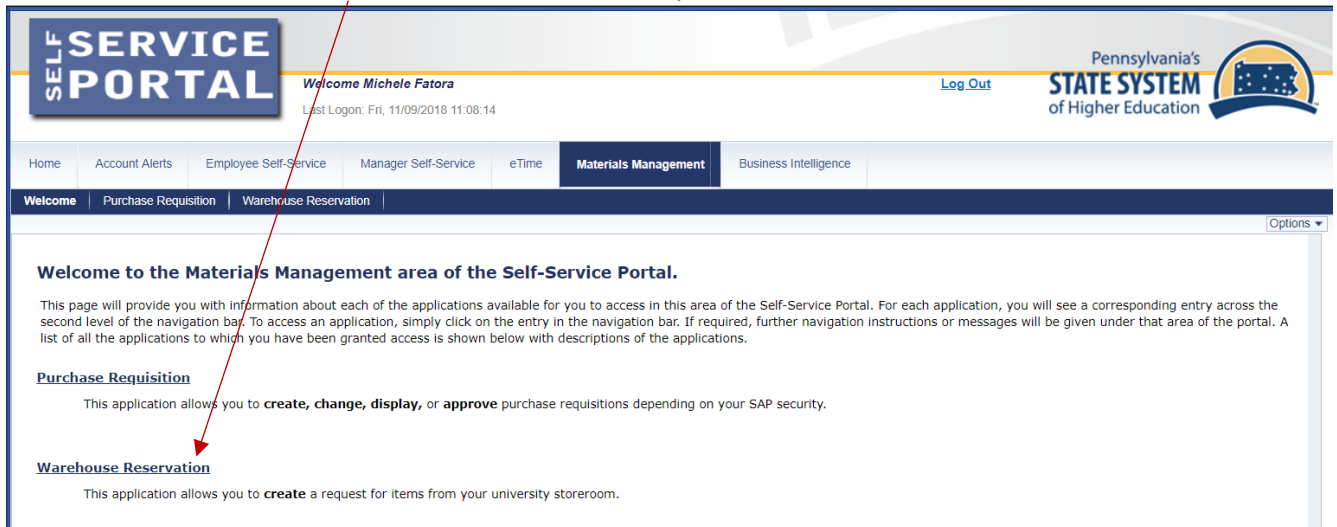 SELF SERVICE PORTAL
Welcome Michele Fatora
Last Logon: Fri, 11/09/2018 11:08:14
Log Out
Pennsylvania's
STATE SYSTEM
of Higher Education
Home Account Alerts Employee Self-Service Manager Self-Service eTime Materials Management Business Intelligence
Welcome Purchase Requisition Warehouse Reservation
Options
Welcome to the Materials Management area of the Self-Service Portal.
This page will provide you with information about each of the applications available for you to access in this area of the Self-Service Portal. For each application, you will see a corresponding entry across the
second level of the navigation bar. To access an application, simply click on the entry in the navigation bar. If required, further navigation instructions or messages will be given under that area of the portal. A
list of all the applications to which you have been granted access is shown below with descriptions of the applications.
Purchase Requisition
This application allows you to create, change, display, or approve purchase requisitions depending on your SAP security.
Warehouse Reservation
This application allows you to create a request for items from your university storeroom.